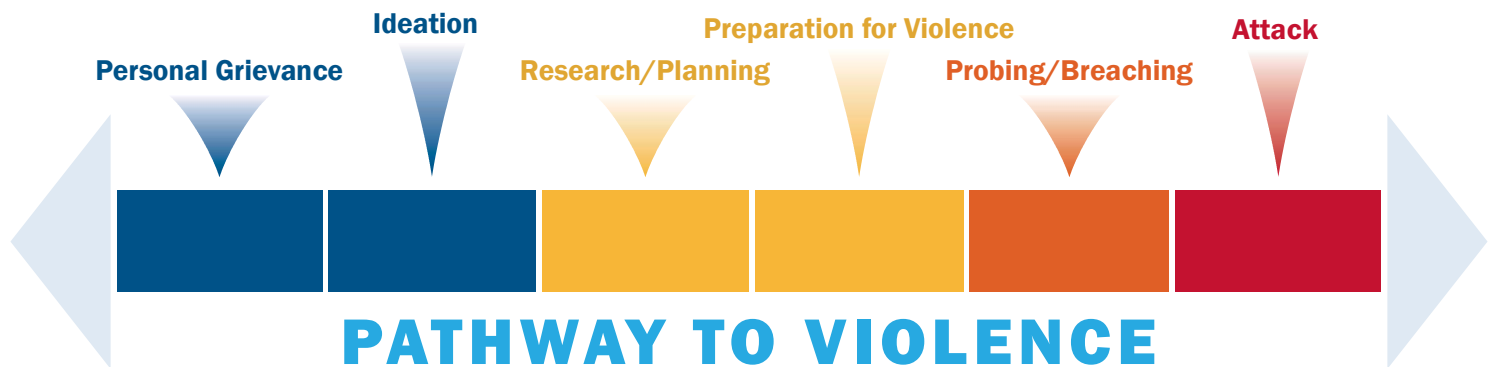 Personal Grievance
Ideation
Research/Planning
Preparation for Violence
Probing/Breaching
Attack
PATHWAY TO VIOLENCE